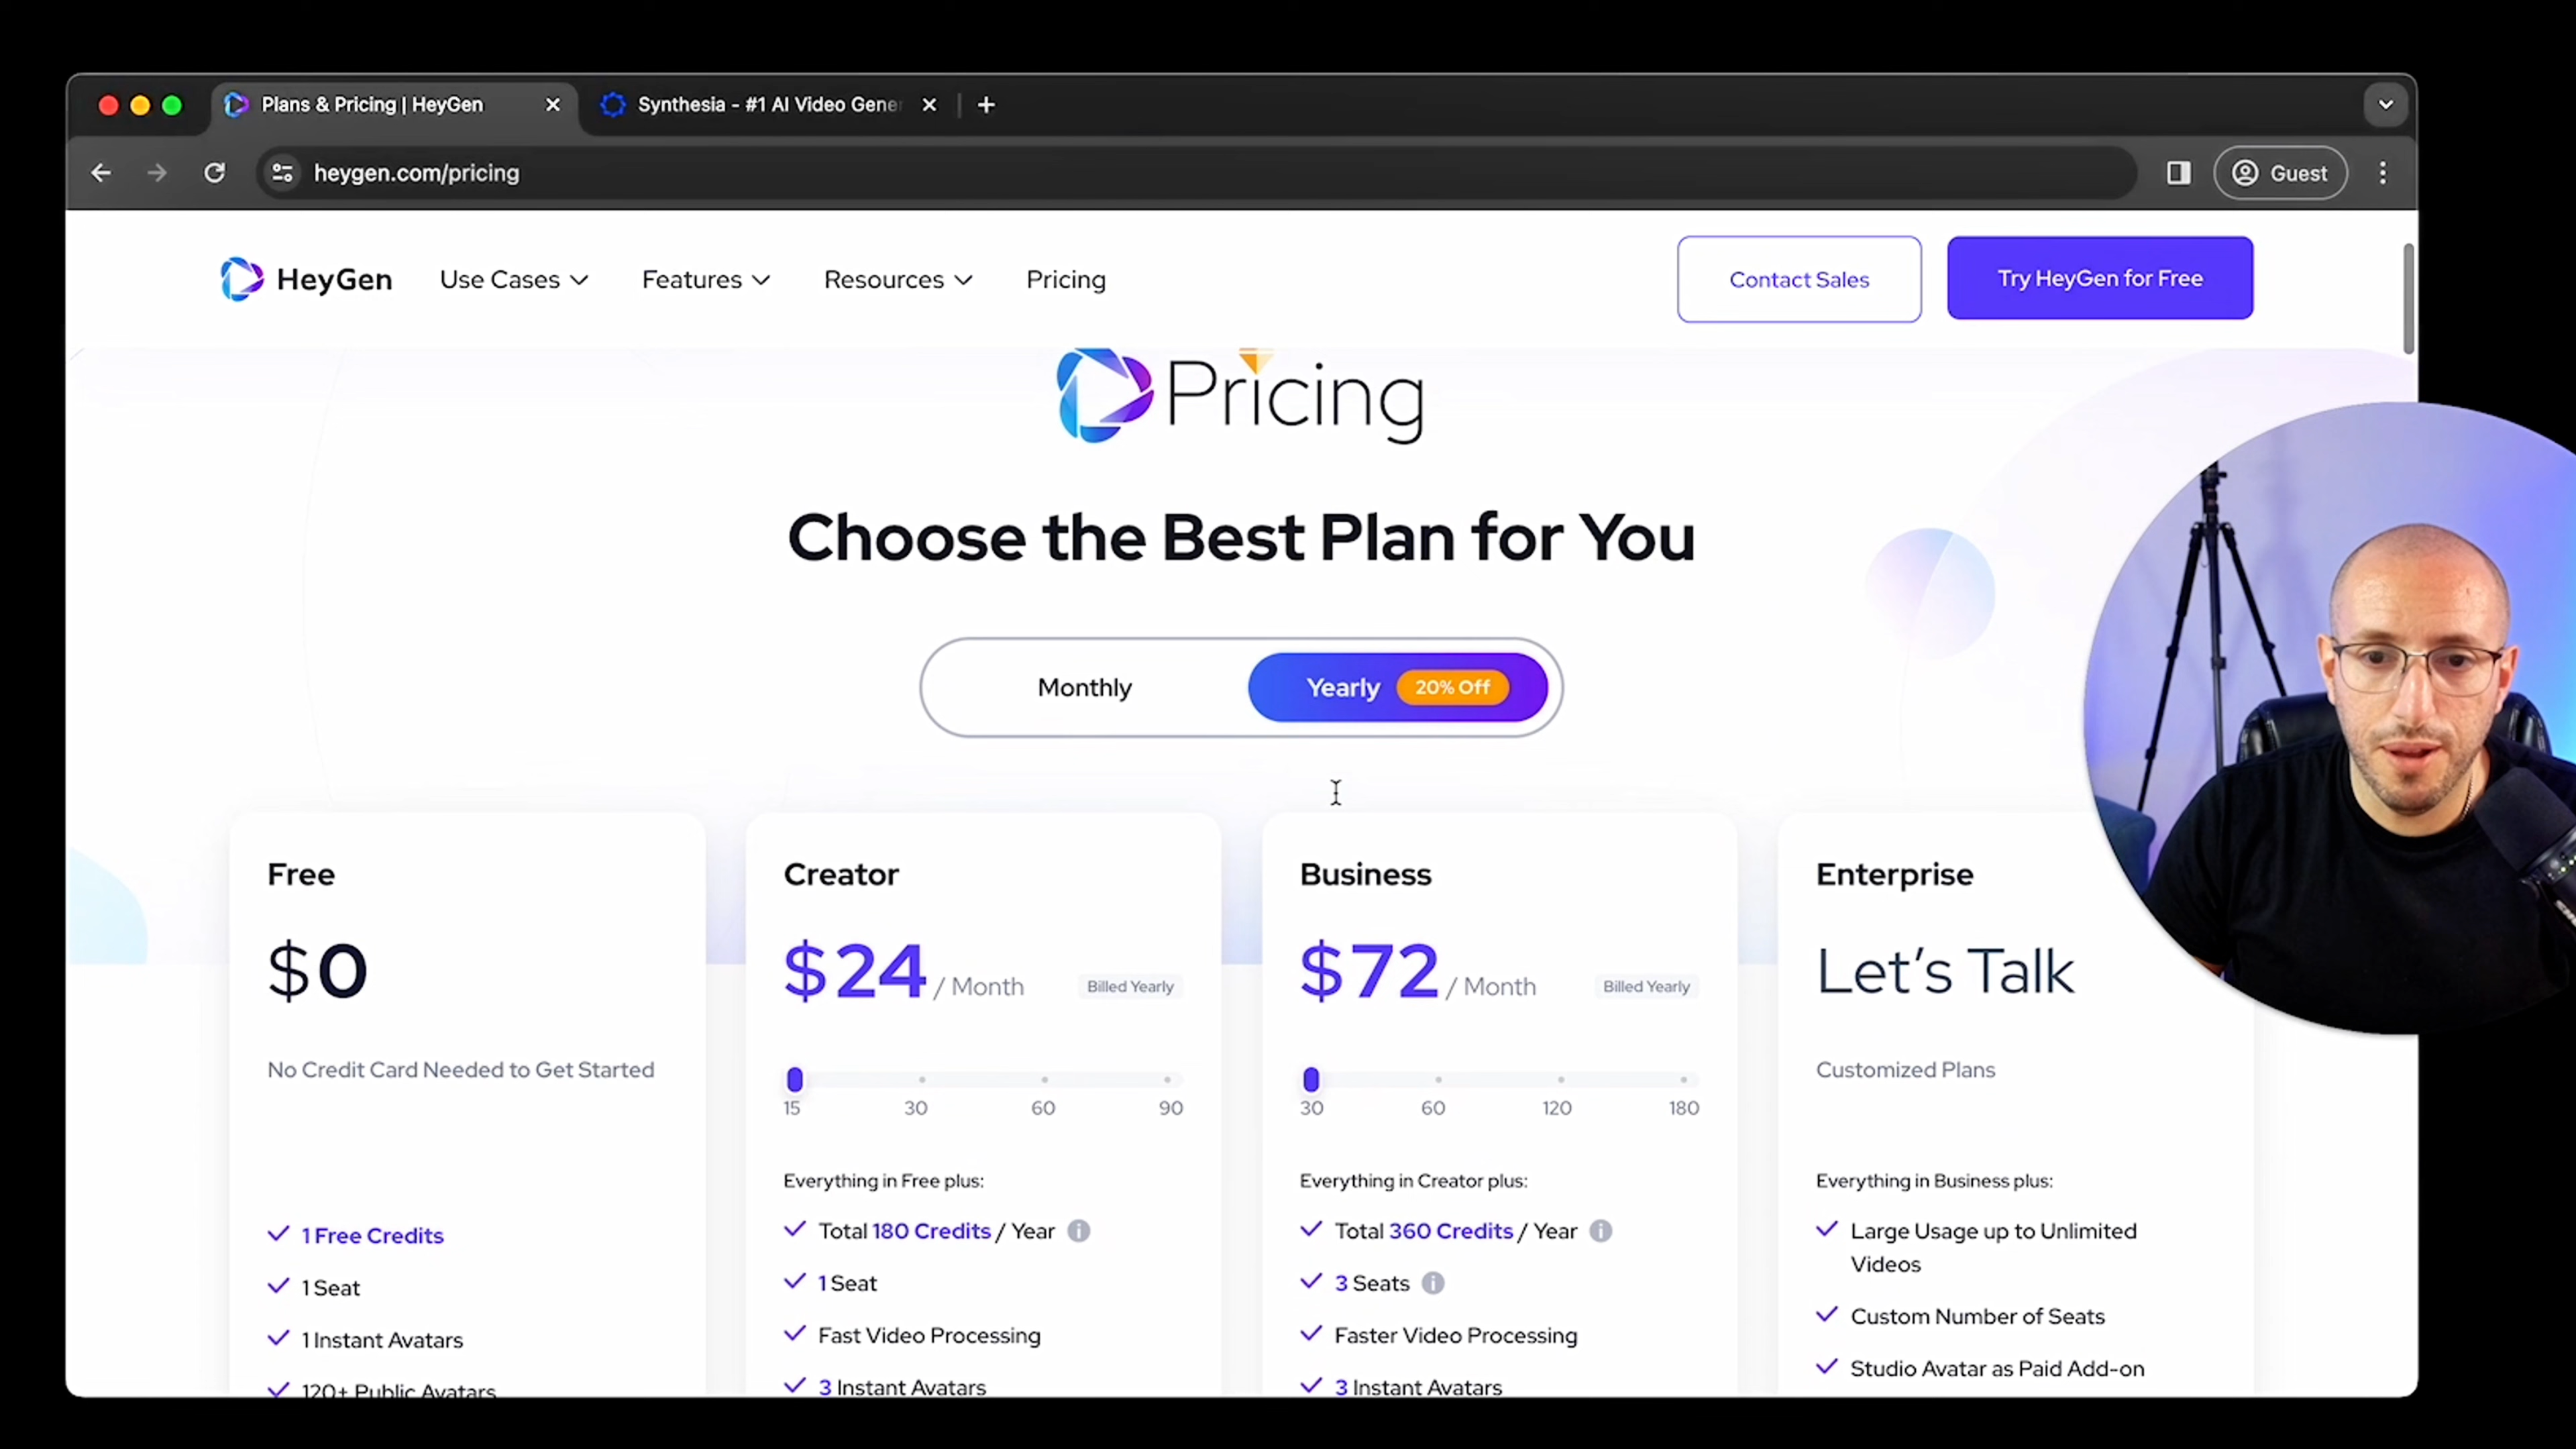 Plans & Pricing | HeyGen
Synthesia - #1 AI Video Gene
heygen.com/pricing
Guest
HeyGen
Use Cases
Features
Resources
Pricing
Contact Sales
Try HeyGen for Free
Pricing
Choose the Best Plan for You
Monthly
Yearly
20% Off
Free
$0
No Credit Card Needed to Get Started
1 Free Credits
1 Seat
1 Instant Avatars
120+ Public Avatars
Creator
$24 / Month
Billed Yearly
15 30 60 90
Everything in Free plus:
Total 180 Credits / Year
1 Seat
Fast Video Processing
3 Instant Avatars
Business
$72 / Month
Billed Yearly
30 60 120 180
Everything in Creator plus:
Total 360 Credits / Year
3 Seats
Faster Video Processing
3 Instant Avatars
Enterprise
Let's Talk
Customized Plans
Everything in Business plus:
Large Usage up to Unlimited
Videos
Custom Number of Seats
Studio Avatar as Paid Add-on